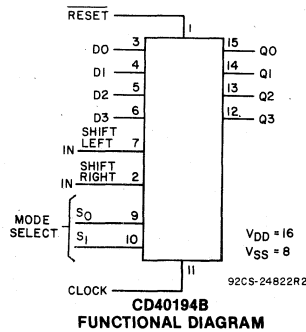 RESET
1
D0 3 15 Q0
D1 4 14 Q1
D2 5 13 Q2
D3 6 12 Q3
SHIFT
LEFT
IN 7
SHIFT
RIGHT
IN 2
MODE
SELECT
S0 9
S1 10
VDD = 16
VSS = 8
11
92CS-24822R2
CLOCK
CD40194B
FUNCTIONAL DIAGRAM